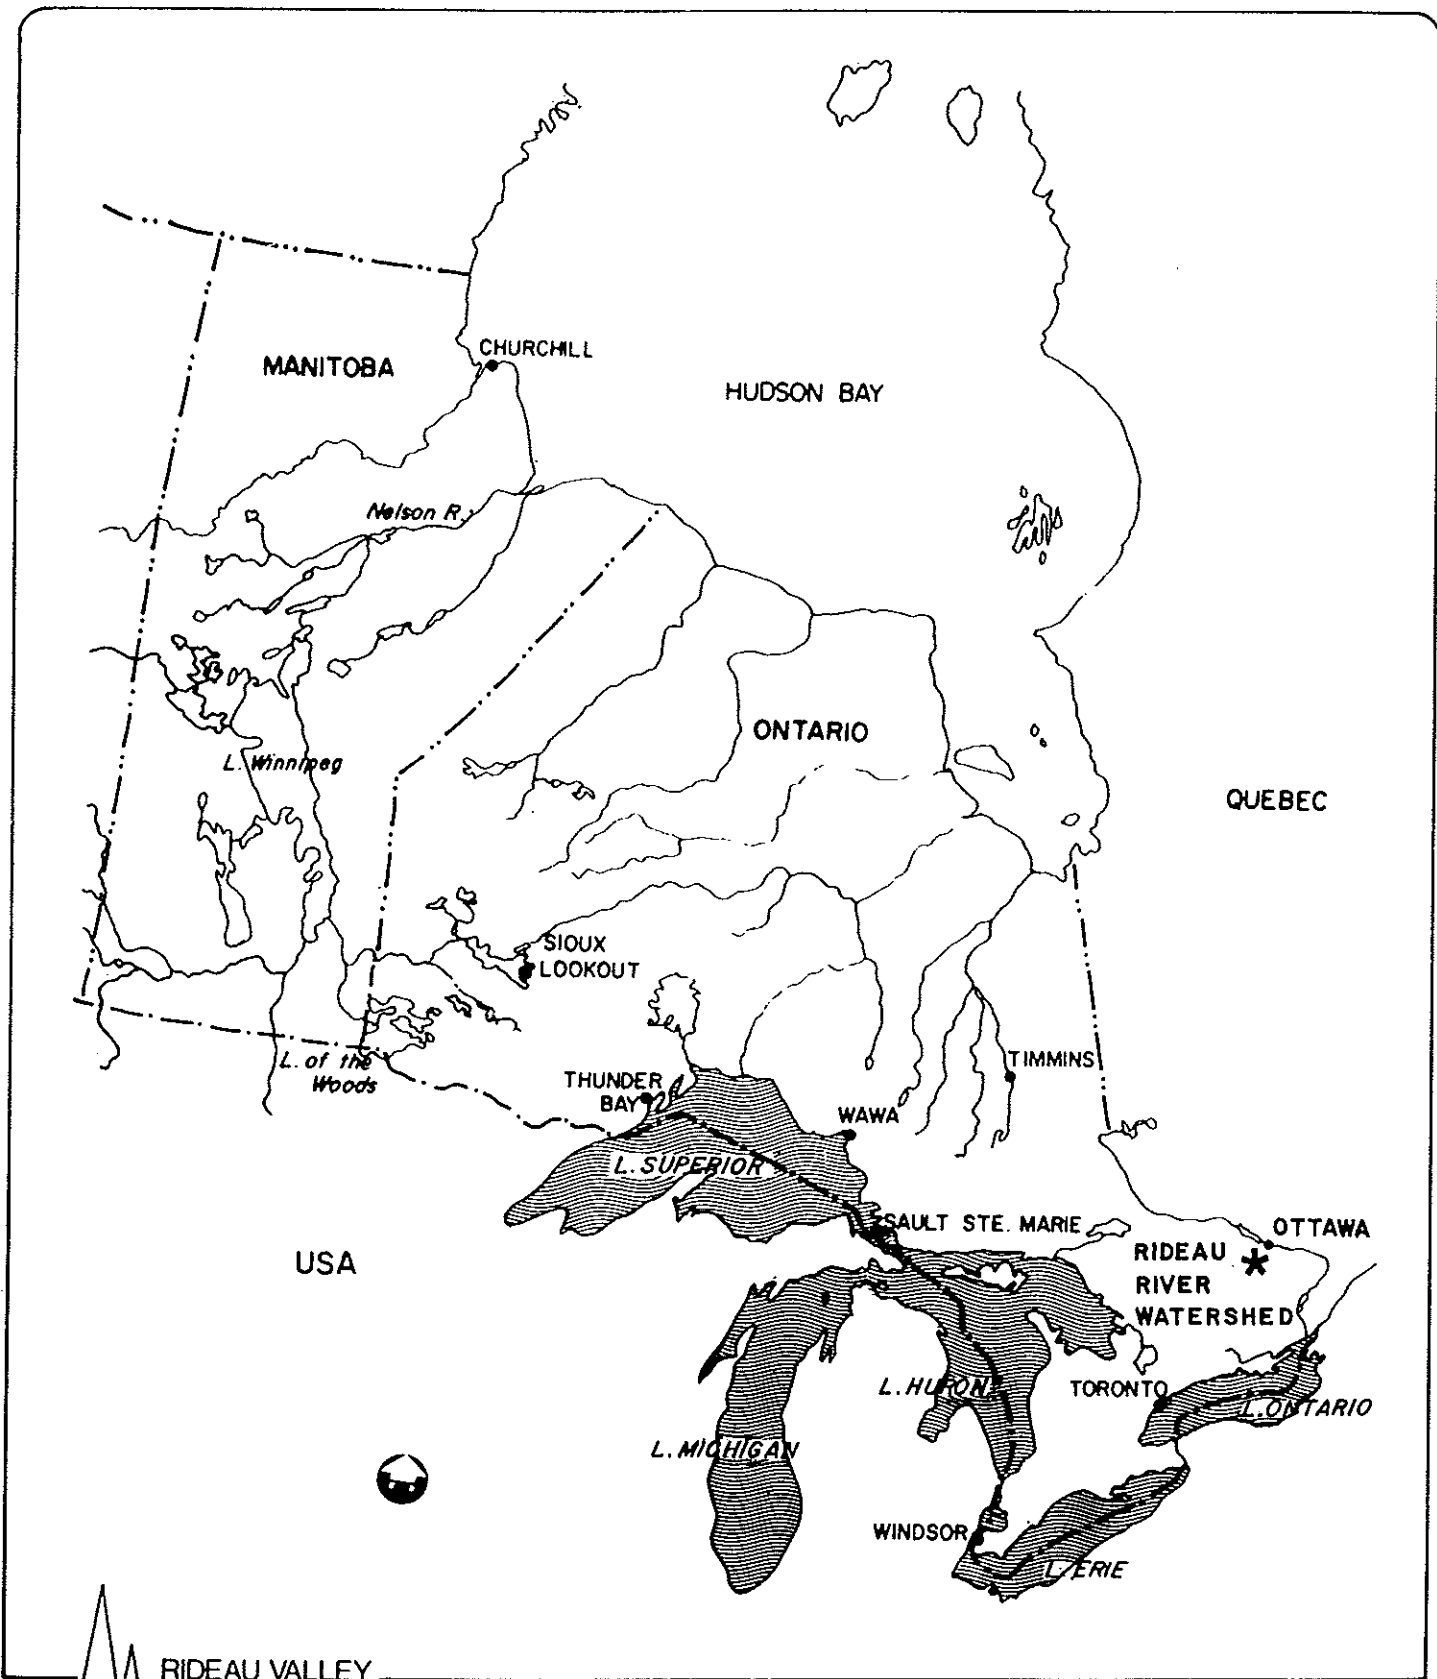 CHURCHILL
MANITOBA
HUDSON BAY
Nelson R.
ONTARIO
L. Winnipeg
QUEBEC
SIOUX
LOOKOUT
L. of the
Woods
TIMMINS
THUNDER
BAY
WAWA
L. SUPERIOR
SAULT STE. MARIE
OTTAWA
USA
RIDEAU
RIVER
WATERSHED
L. HURON
TORONTO
L. ONTARIO
L. MICHIGAN
WINDSOR
L. ERIE
RIDEAU VALLEY